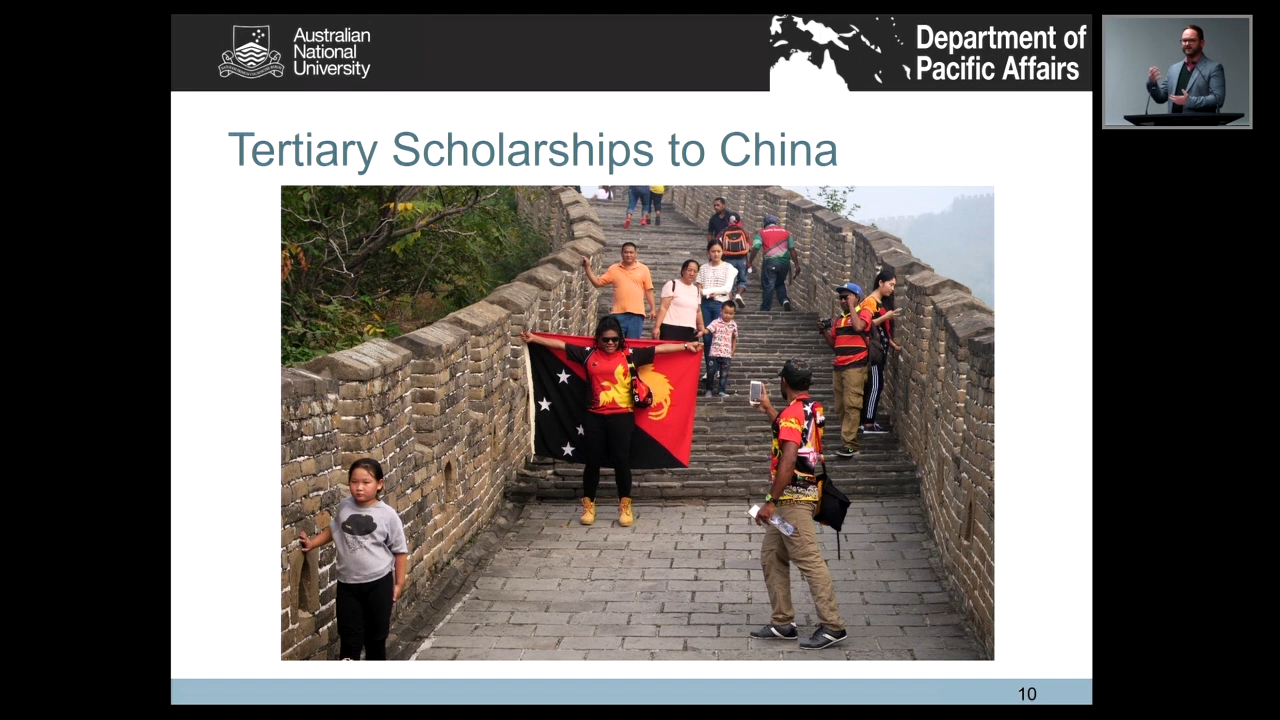 Australian
National
University
Department of
Pacific Affairs
Tertiary Scholarships to China
10